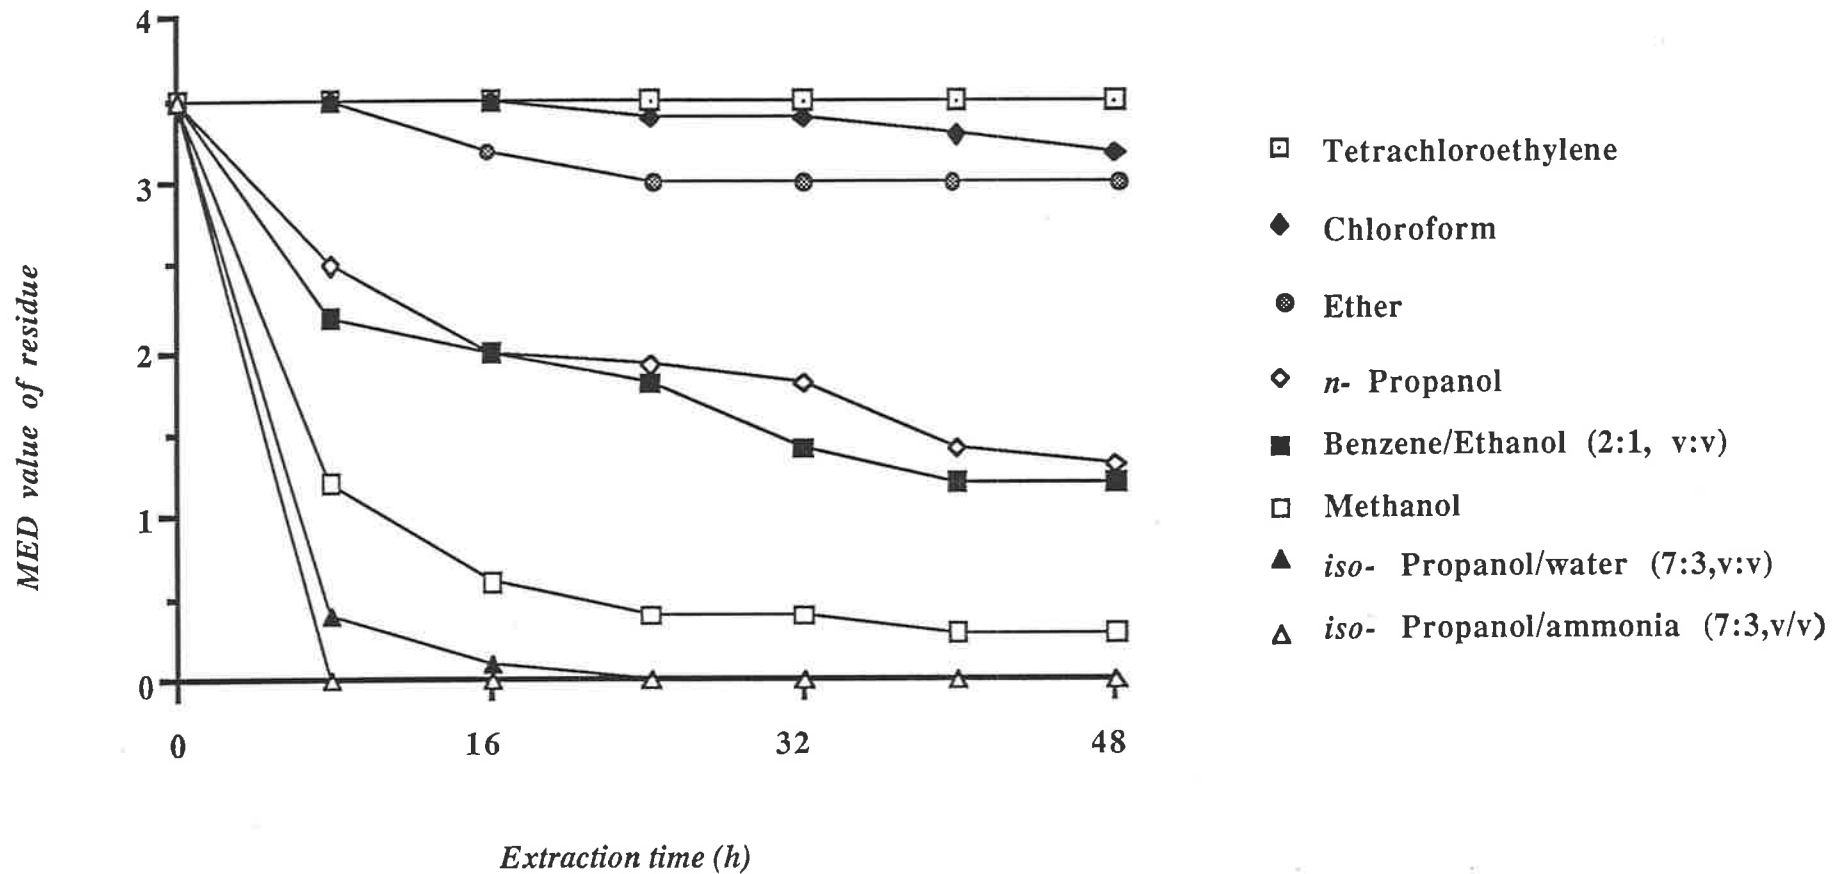 4
3
2
1
0
MED value of residue
0
16
32
48
Extraction time (h)
Tetrachloroethylene
Chloroform
Ether
n- Propanol
Benzene/Ethanol (2:1, v:v)
Methanol
iso- Propanol/water (7:3,v:v)
iso- Propanol/ammonia (7:3,v/v)